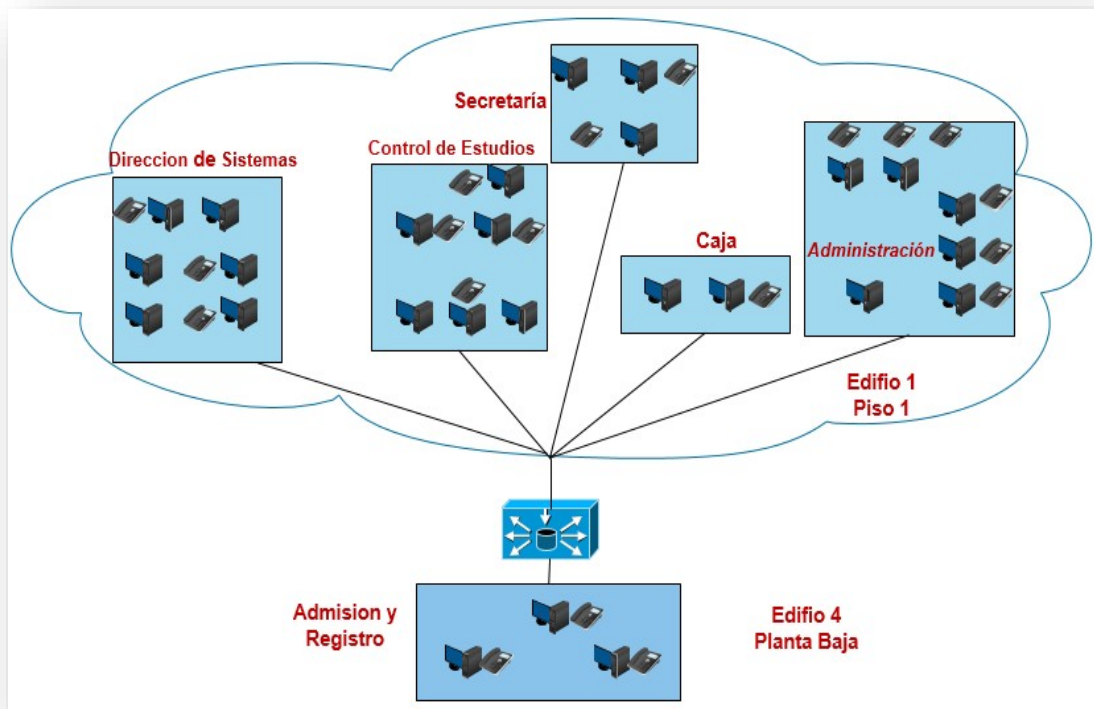 Secretaría
Direccion de Sistemas
Control de Estudios
Caja
Administración
Edifio 1
Piso 1
Admision y
Registro
Edifio 4
Planta Baja